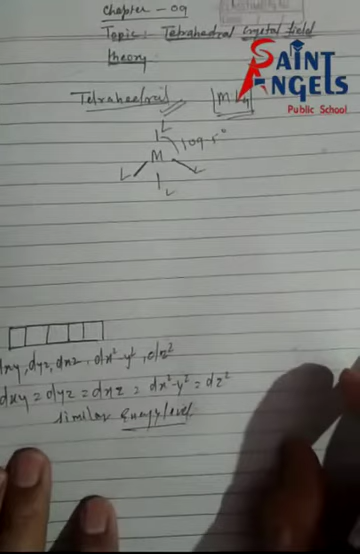 Chapter - 09
Topic: Tetrahedral Crystal field
theory
SAINT
ANGELS
Public School
Tetrahedral
[ML4]
L
109.5°
M
L L
L
dxy, dyz, dxz, dx²-y², dz²
dxy = dyz = dxz = dx²-y² = dz²
similar Energy level